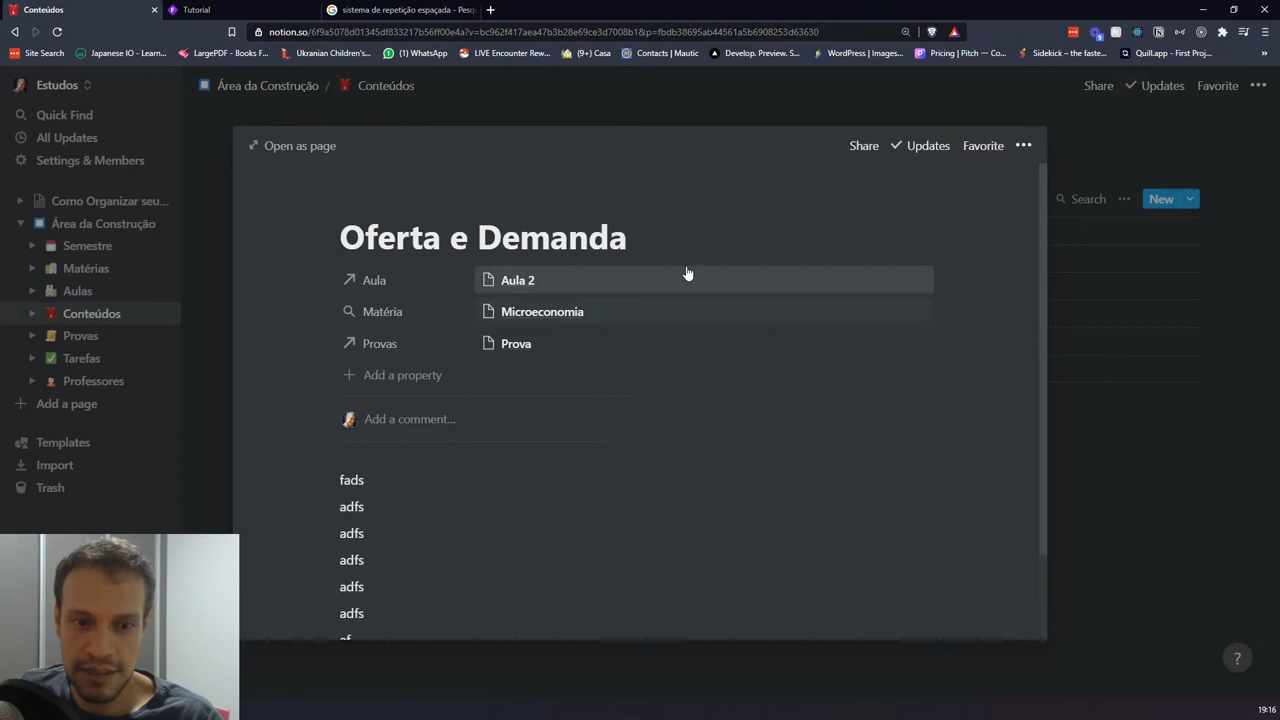 Conteúdos
Tutorial
sistema de repetição espaçada - Pesq
notion.so/6f9a5078d01345df833217b56ff00e4a?v=bc962f417aea47b3b28e69ce3d7008b1&p=fbdb38695ab44561a5b6908253d63630
Site Search
Japanese IO - Learn...
LargePDF - Books F...
Ukranian Children's...
(1) WhatsApp
LIVE Encounter Rew...
(9+) Casa
Contacts | Mautic
Develop. Preview. S...
WordPress | Images...
Pricing | Pitch — Co...
Sidekick – the faste...
Quill.app - First Proj...
Estudos
Área da Construção / Conteúdos
Share Updates Favorite
Quick Find
All Updates
Settings & Members
Como Organizar seu...
Área da Construção
Semestre
Matérias
Aulas
Conteúdos
Provas
Tarefas
Professores
Add a page
Templates
Import
Trash
Search
New
Open as page
Share Updates Favorite
Oferta e Demanda
Aula Aula 2
Matéria Microeconomia
Provas Prova
Add a property
Add a comment...
fads
adfs
adfs
adfs
adfs
adfs
af
?
19:16